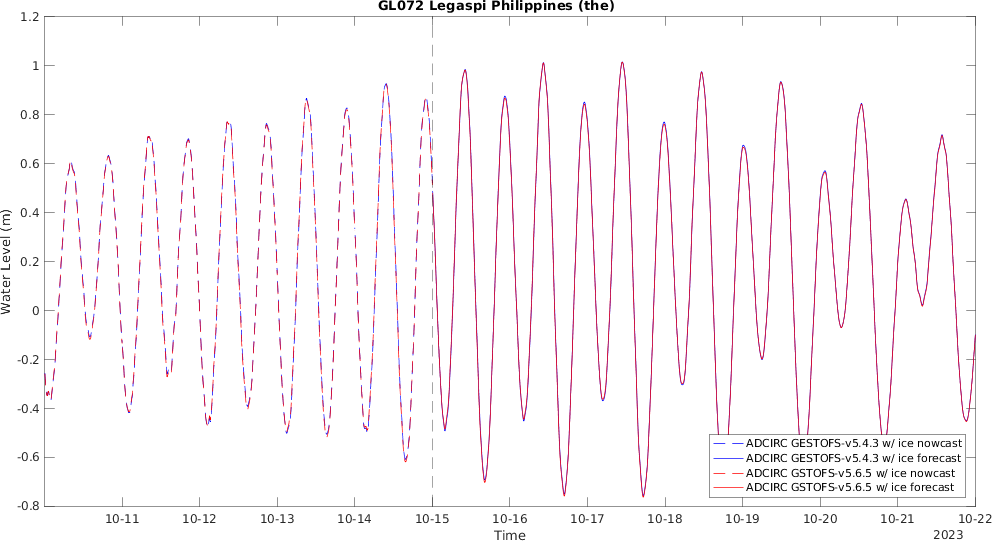 GL072 Legaspi Philippines (the)
1.2
1
0.8
0.6
0.4
0.2
0
-0.2
-0.4
-0.6
-0.8
Water Level (m)
10-11 10-12 10-13 10-14 10-15 10-16 10-17 10-18 10-19 10-20 10-21 10-22
Time
2023
ADCIRC GESTOFS-v5.4.3 w/ ice nowcast
ADCIRC GESTOFS-v5.4.3 w/ ice forecast
ADCIRC GSTOFS-v5.6.5 w/ ice nowcast
ADCIRC GSTOFS-v5.6.5 w/ ice forecast